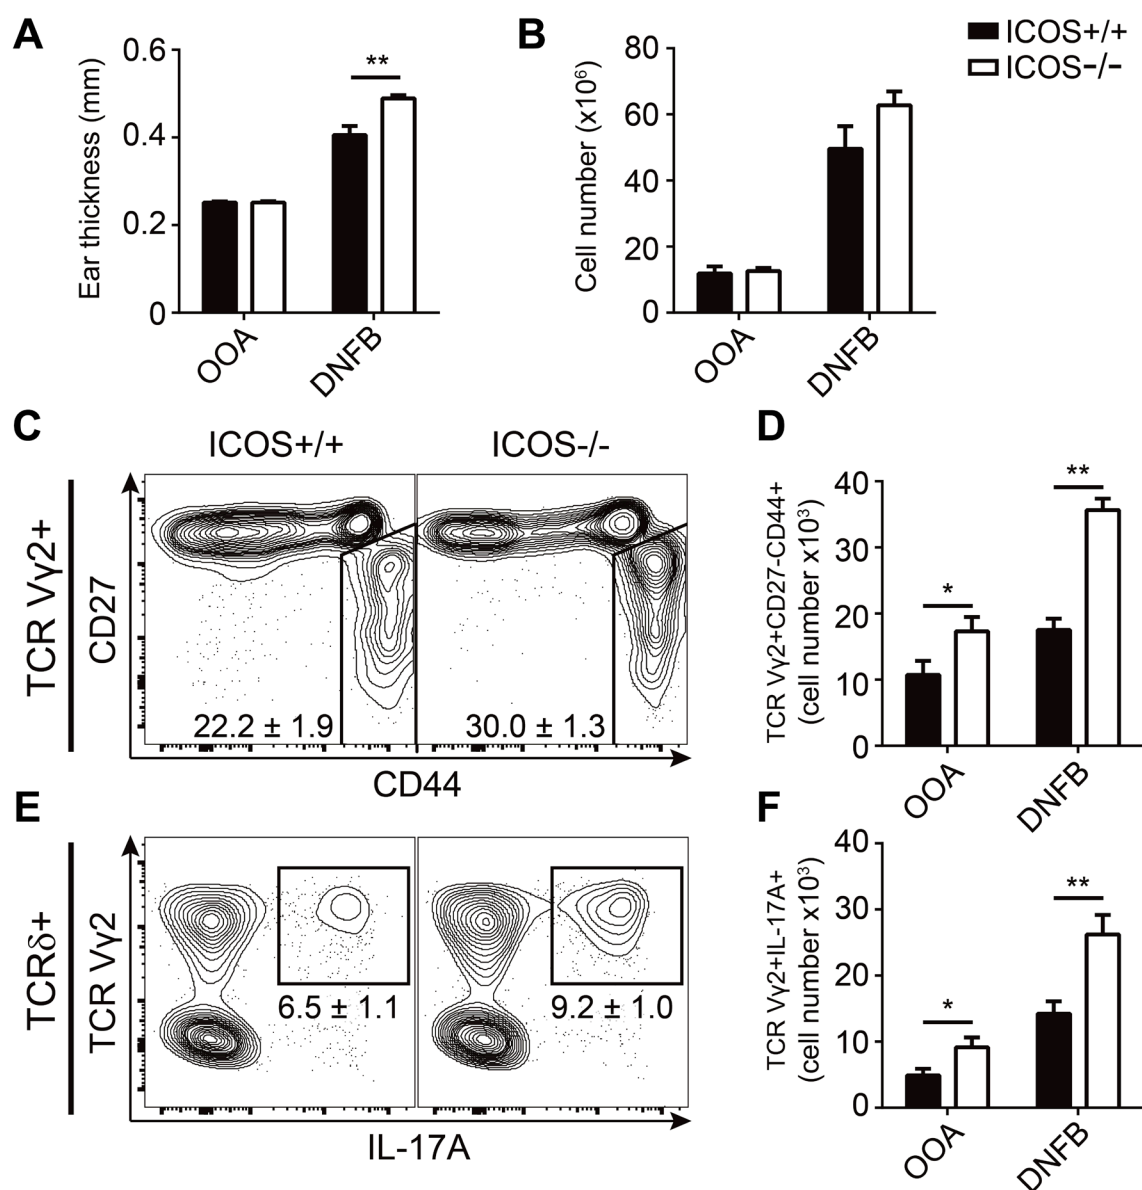 A
Ear thickness (mm)
0.6
0.4
0.2
0
**
OOA
DNFB
B
Cell number (x10⁶)
80
60
40
20
0
OOA
DNFB
ICOS+/+
ICOS-/-
C
ICOS+/+
ICOS-/-
TCR Vγ2+
CD27
22.2 ± 1.9
30.0 ± 1.3
CD44
D
TCR Vγ2+CD27-CD44+
(cell number x10³)
40
30
20
10
0
*
**
OOA
DNFB
E
TCRδ+
TCR Vγ2
6.5 ± 1.1
9.2 ± 1.0
IL-17A
F
TCR Vγ2+IL-17A+
(cell number x10³)
40
30
20
10
0
*
**
OOA
DNFB